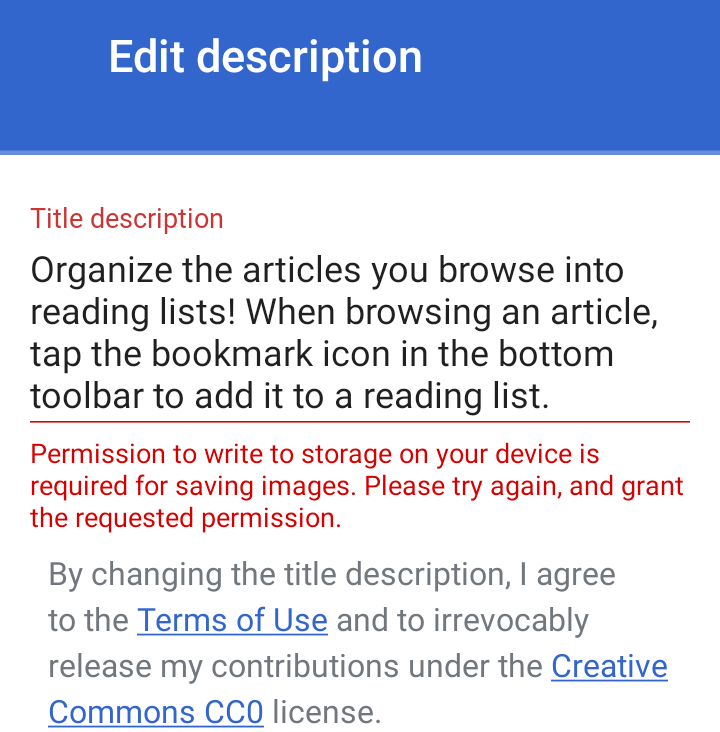 Edit description
Title description
Organize the articles you browse into
reading lists! When browsing an article,
tap the bookmark icon in the bottom
toolbar to add it to a reading list.
Permission to write to storage on your device is
required for saving images. Please try again, and grant
the requested permission.
By changing the title description, I agree
to the Terms of Use and to irrevocably
release my contributions under the Creative
Commons CC0 license.